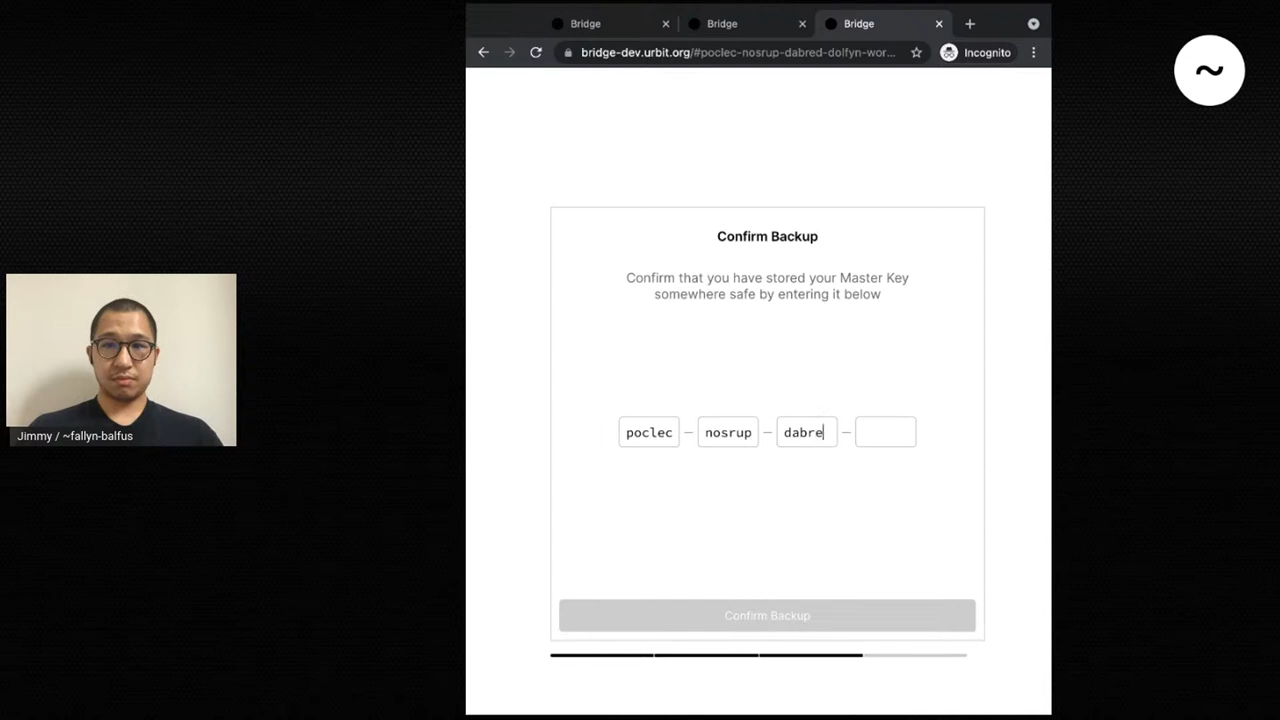 Bridge
Bridge
Bridge
bridge-dev.urbit.org/#poclec-nosrup-dabred-dolfyn-wor...
Incognito
~
Confirm Backup
Confirm that you have stored your Master Key
somewhere safe by entering it below
poclec – nosrup – dabre –
Jimmy / ~fallyn-balfus
Confirm Backup